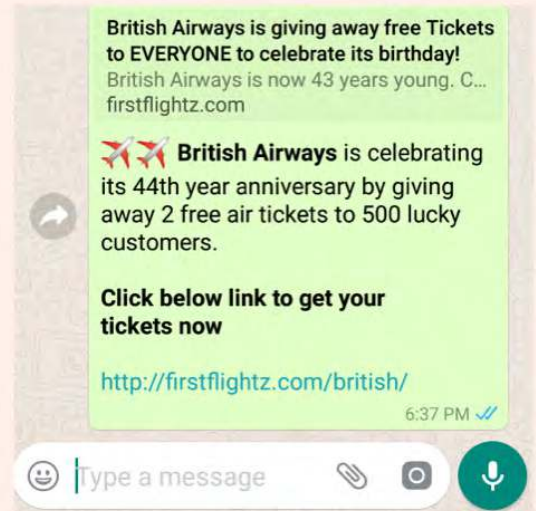 British Airways is giving away free Tickets
to EVERYONE to celebrate its birthday!
British Airways is now 43 years young. C...
firstflightz.com
✈✈ British Airways is celebrating
its 44th year anniversary by giving
away 2 free air tickets to 500 lucky
customers.
Click below link to get your
tickets now
http://firstflightz.com/british/
6:37 PM
Type a message